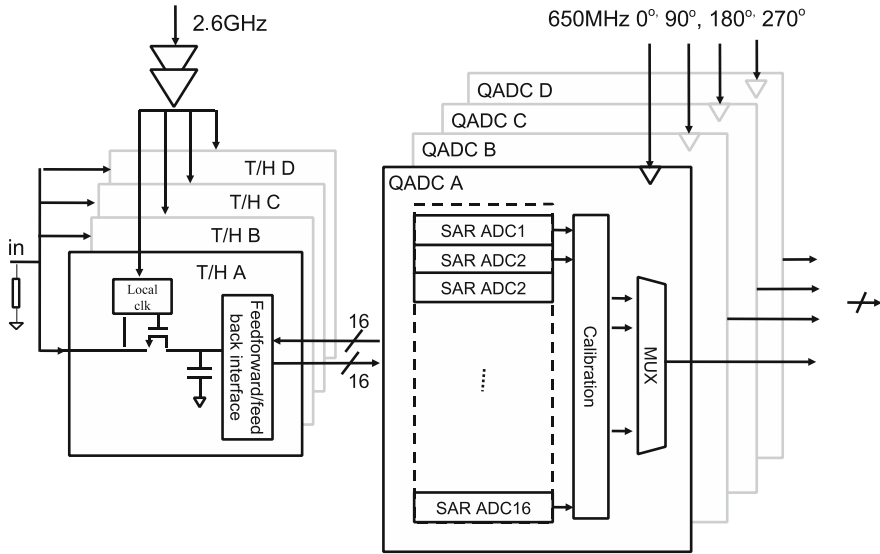 2.6GHz
650MHz 0°, 90°, 180°, 270°
T/H D
T/H C
T/H B
T/H A
in
Local
clk
Feedforward/feed
back interface
16
16
QADC D
QADC C
QADC B
QADC A
SAR ADC1
SAR ADC2
SAR ADC2
SAR ADC16
Calibration
MUX